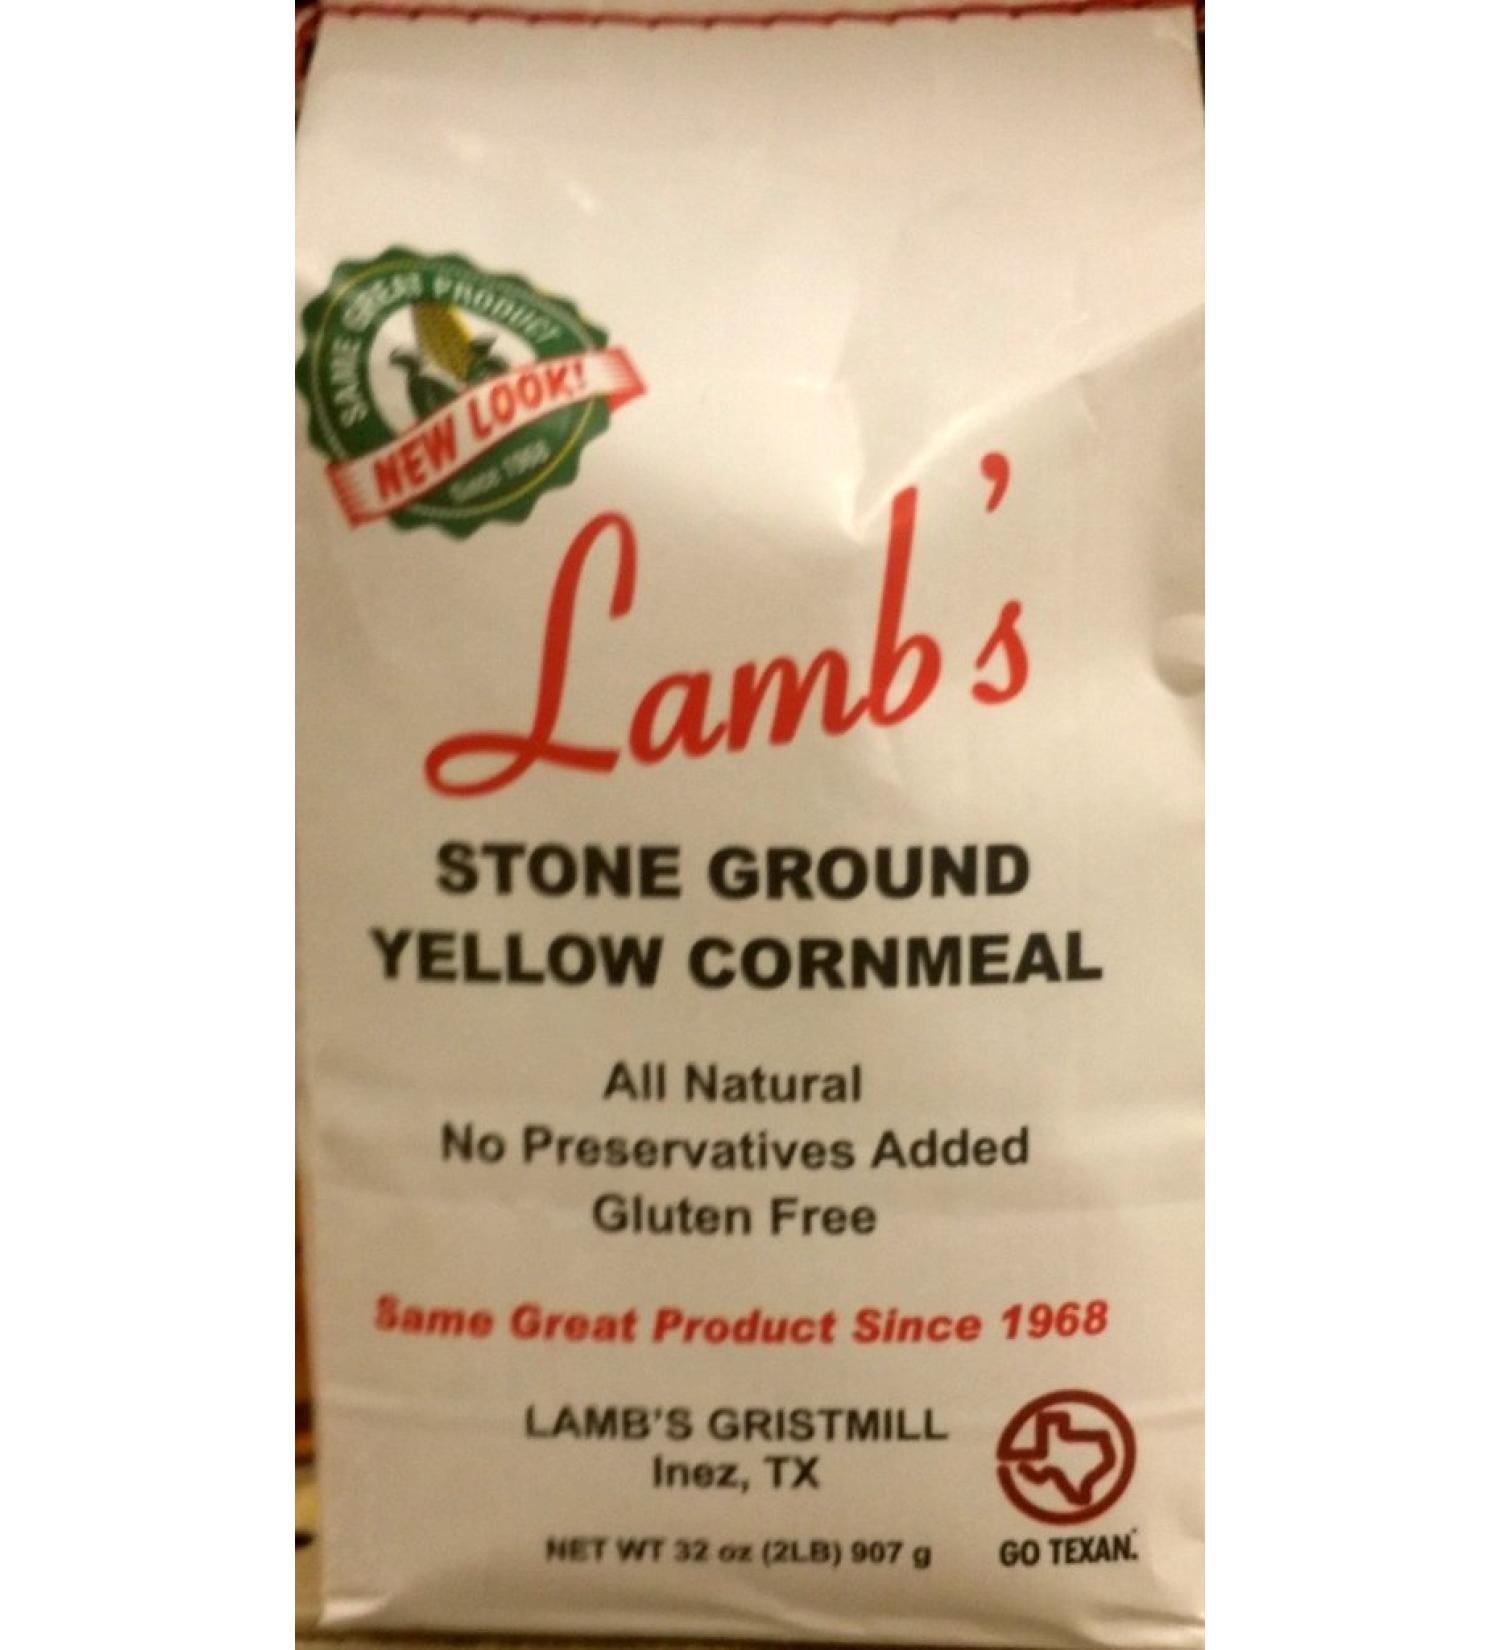 SAME GREAT PRODUCT
NEW LOOK!
Since 1968
Lamb's
STONE GROUND
YELLOW CORNMEAL
All Natural
No Preservatives Added
Gluten Free
Same Great Product Since 1968
LAMB'S GRISTMILL
Inez, TX
NET WT 32 oz (2LB) 907 g
GO TEXAN.